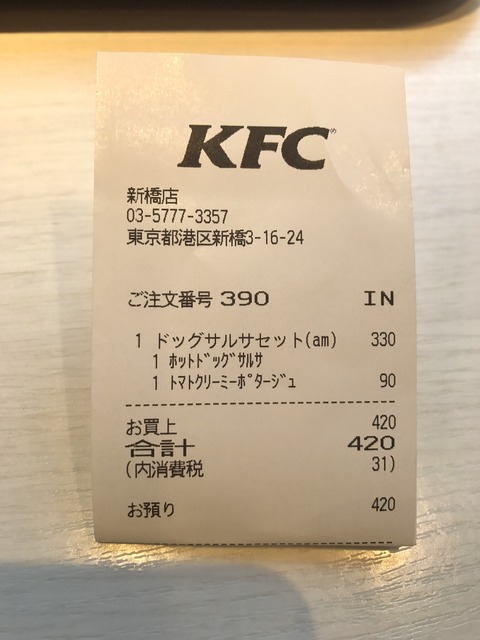 KFC
新橋店
03-5777-3357
東京都港区新橋3-16-24
ご注文番号 390 IN
1 ドッグサルサセット(am) 330
1 ﾎｯﾄﾄﾞｯｸﾞｻﾙｻ
1 ﾄﾏﾄｸﾘｰﾐｰﾎﾟﾀｰｼﾞｭ 90
お買上 420
合計 420
(内消費税 31)
お預り 420